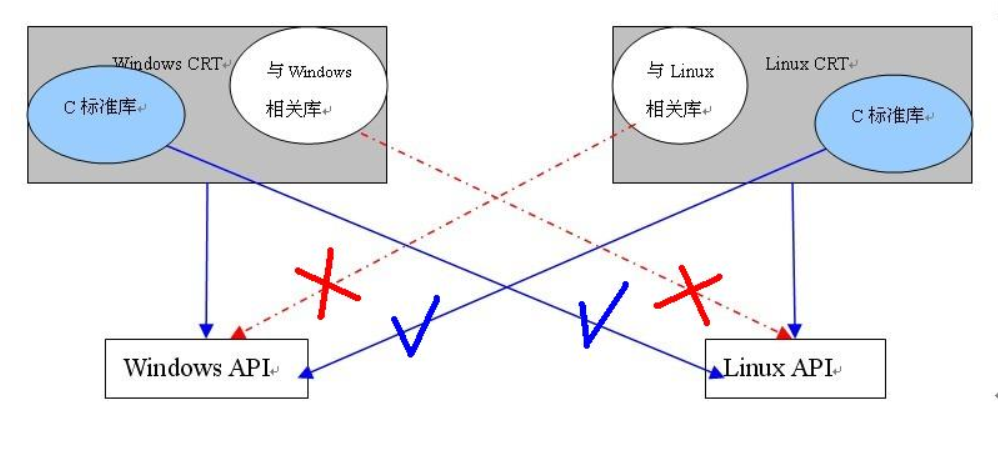 Windows CRT
与 Windows
相关库
C 标准库
与 Linux
相关库
Linux CRT
C 标准库
Windows API
Linux API